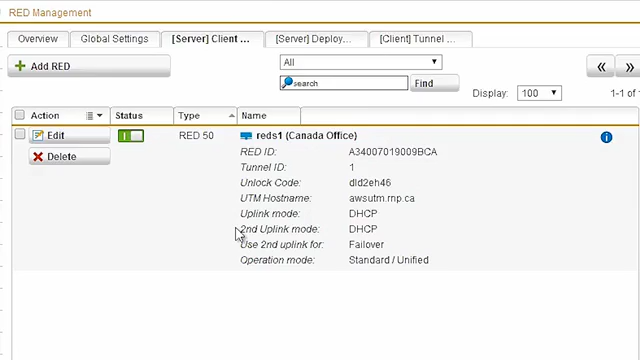 RED Management
Overview Global Settings [Server] Client ... [Server] Deploy... [Client] Tunnel ...
+ Add RED
All
search Find
Display: 100 1-1 of
Action Status Type Name
Edit RED 50 reds1 (Canada Office)
Delete
RED ID: A34007019009BCA
Tunnel ID: 1
Unlock Code: dld2eh46
UTM Hostname: awsutm.rnp.ca
Uplink mode: DHCP
2nd Uplink mode: DHCP
Use 2nd uplink for: Failover
Operation mode: Standard / Unified